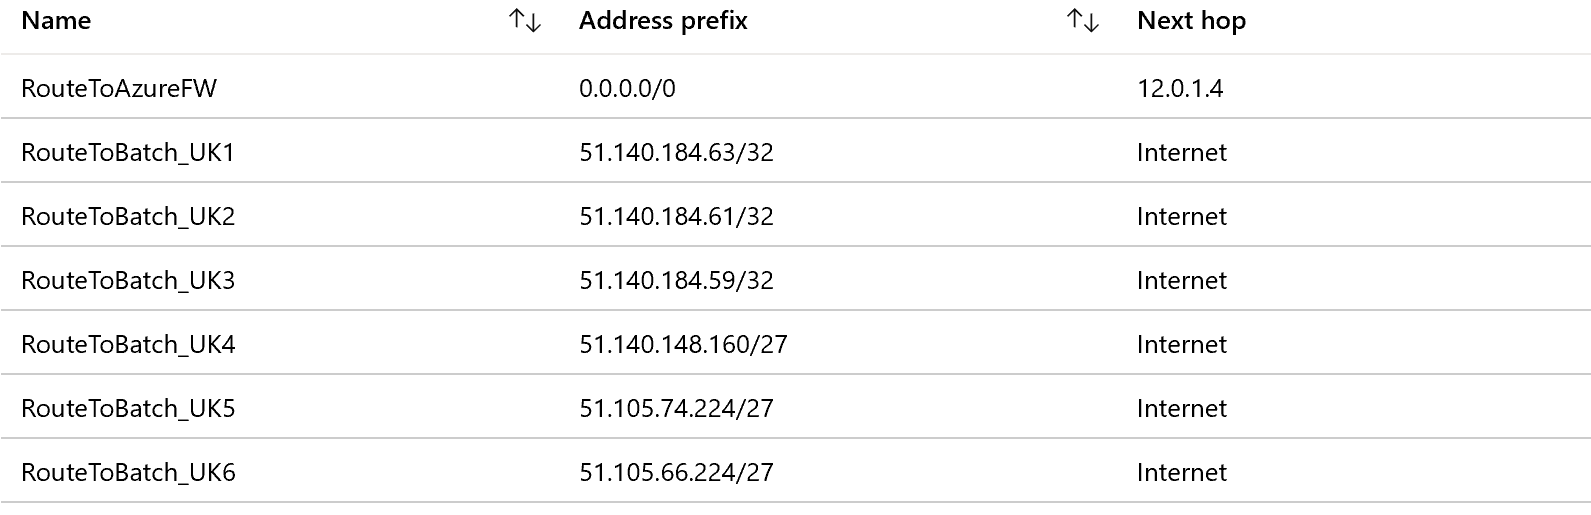 Name ↑↓ Address prefix ↑↓ Next hop
RouteToAzureFW 0.0.0.0/0 12.0.1.4
RouteToBatch_UK1 51.140.184.63/32 Internet
RouteToBatch_UK2 51.140.184.61/32 Internet
RouteToBatch_UK3 51.140.184.59/32 Internet
RouteToBatch_UK4 51.140.148.160/27 Internet
RouteToBatch_UK5 51.105.74.224/27 Internet
RouteToBatch_UK6 51.105.66.224/27 Internet